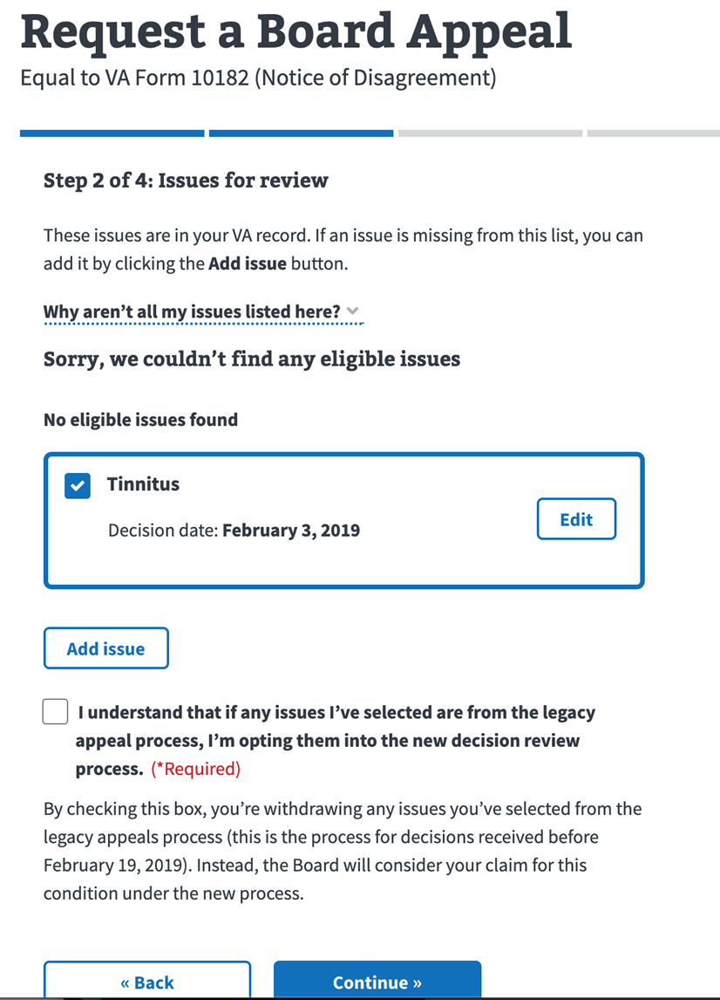 Request a Board Appeal
Equal to VA Form 10182 (Notice of Disagreement)
Step 2 of 4: Issues for review
These issues are in your VA record. If an issue is missing from this list, you can
add it by clicking the Add issue button.
Why aren’t all my issues listed here?
Sorry, we couldn’t find any eligible issues
No eligible issues found
Tinnitus
Decision date: February 3, 2019
Edit
Add issue
I understand that if any issues I’ve selected are from the legacy
appeal process, I’m opting them into the new decision review
process. (*Required)
By checking this box, you’re withdrawing any issues you’ve selected from the
legacy appeals process (this is the process for decisions received before
February 19, 2019). Instead, the Board will consider your claim for this
condition under the new process.
« Back
Continue »